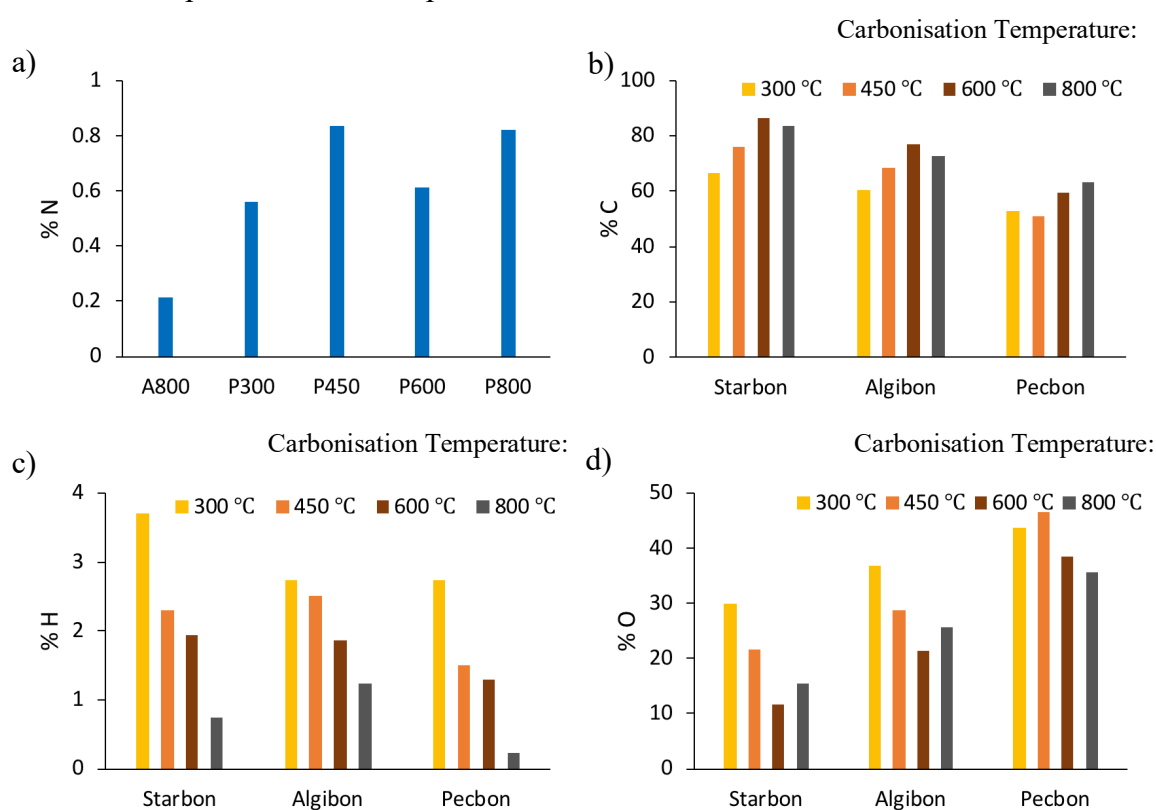 Carbonisation Temperature:
a)
% N
1
0.8
0.6
0.4
0.2
0
A800 P300 P450 P600 P800
b)
300 °C 450 °C 600 °C 800 °C
% C
100
80
60
40
20
0
Starbon Algibon Pecbon
Carbonisation Temperature:
c)
300 °C 450 °C 600 °C 800 °C
% H
4
3
2
1
0
Starbon Algibon Pecbon
Carbonisation Temperature:
d)
300 °C 450 °C 600 °C 800 °C
% O
50
40
30
20
10
0
Starbon Algibon Pecbon